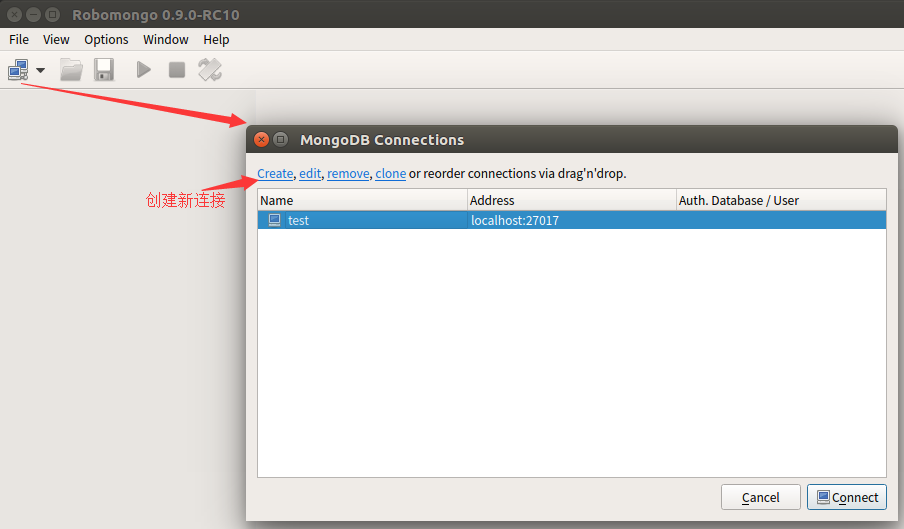 Robomongo 0.9.0-RC10
File View Options Window Help
MongoDB Connections
Create, edit, remove, clone or reorder connections via drag'n'drop.
创建新连接
Name Address Auth. Database / User
test localhost:27017
Cancel Connect